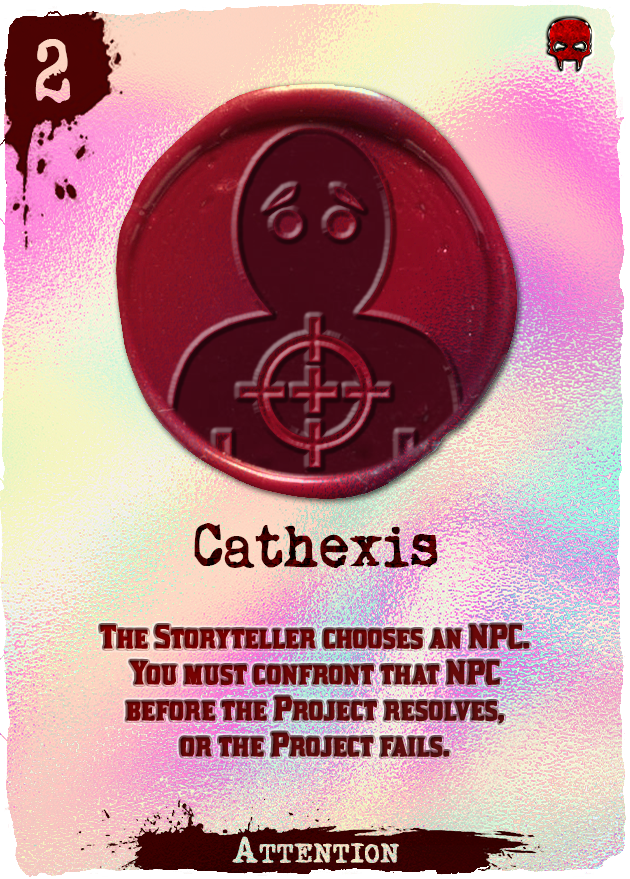 2
Cathexis
The Storyteller chooses an NPC.
You must confront that NPC
before the Project resolves,
or the Project fails.
Attention